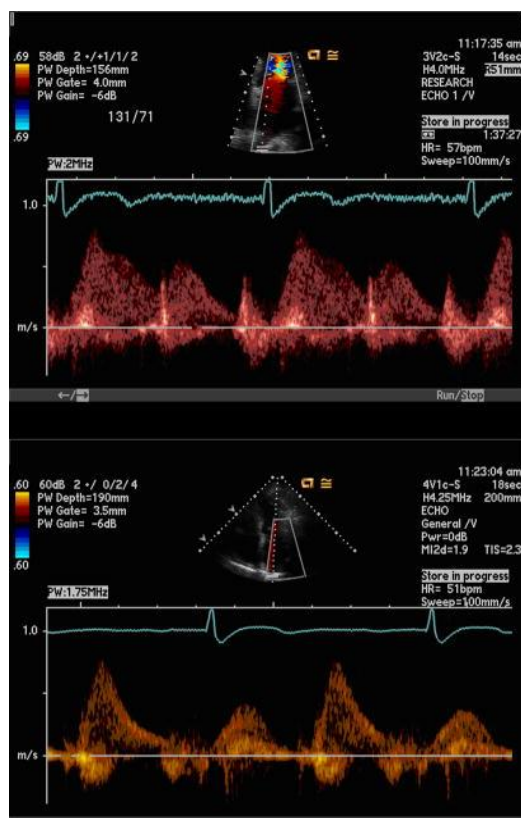 11:17:35 am
.69 58dB 2 •/+1/1/2
3V2c-S 14sec
PW Depth=156mm
H4.0MHz R51mm
PW Gate= 4.0mm
RESEARCH
PW Gain= -6dB
ECHO 1 /V
131/71
Store in progress
.69
1:37:27
HR= 57bpm
PW:2MHz
Sweep=100mm/s
1.0
m/s
←/→
Run/Stop
11:23:04 am
.60 60dB 2 •/ 0/2/4
4V1c-S 18sec
PW Depth=190mm
H4.25MHz 200mm
PW Gate= 3.5mm
ECHO
PW Gain= -6dB
General /V
Pwr=0dB
MI2d=1.9 TIS=2.3
.60
Store in progress
HR= 51bpm
PW:1.75MHz
Sweep=100mm/s
1.0
m/s